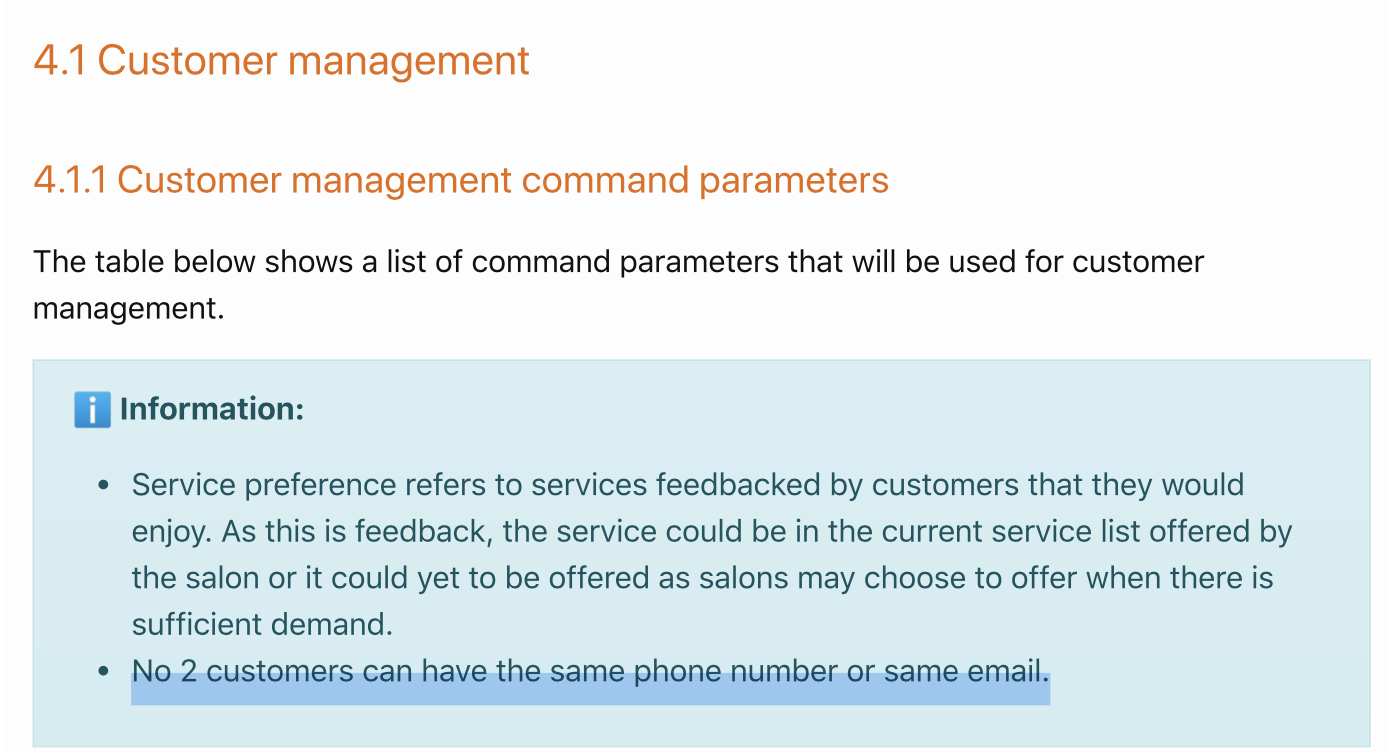 4.1 Customer management
4.1.1 Customer management command parameters
The table below shows a list of command parameters that will be used for customer
management.
ℹ️ Information:
• Service preference refers to services feedbacked by customers that they would
enjoy. As this is feedback, the service could be in the current service list offered by
the salon or it could yet to be offered as salons may choose to offer when there is
sufficient demand.
• No 2 customers can have the same phone number or same email.